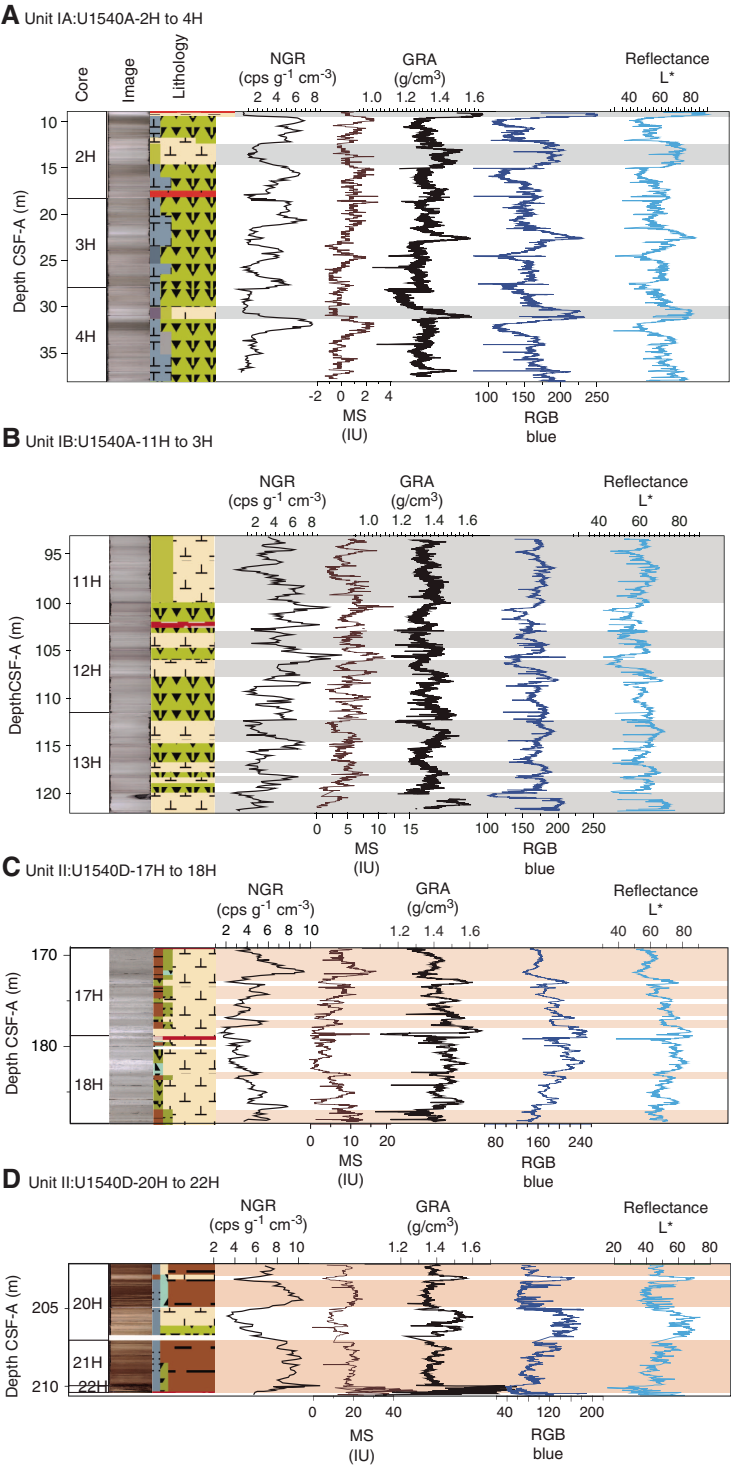 A Unit IA:U1540A-2H to 4H
Core
Image
Lithology
NGR
(cps g-1 cm-3)
2 4 6 8
GRA
(g/cm3)
1.0 1.2 1.4 1.6
Reflectance
L*
40 60 80
Depth CSF-A (m)
10
15
20
25
30
35
2H
3H
4H
-2 0 2 4
MS
(IU)
100 150 200 250
RGB
blue
B Unit IB:U1540A-11H to 3H
NGR
(cps g-1 cm-3)
2 4 6 8
GRA
(g/cm3)
1.0 1.2 1.4 1.6
Reflectance
L*
40 60 80
DepthCSF-A (m)
95
100
105
110
115
120
11H
12H
13H
0 5 10 15
MS
(IU)
100 150 200 250
RGB
blue
C Unit II:U1540D-17H to 18H
NGR
(cps g-1 cm-3)
2 4 6 8 10
GRA
(g/cm3)
1.2 1.4 1.6
Reflectance
L*
40 60 80
Depth CSF-A (m)
170
180
17H
18H
0 10 20
MS
(IU)
80 160 240
RGB
blue
D Unit II:U1540D-20H to 22H
NGR
(cps g-1 cm-3)
2 4 6 8 10
GRA
(g/cm3)
1.2 1.4 1.6
Reflectance
L*
20 40 60 80
Depth CSF-A (m)
205
210
20H
21H
22H
0 20 40
MS
(IU)
40 120 200
RGB
blue